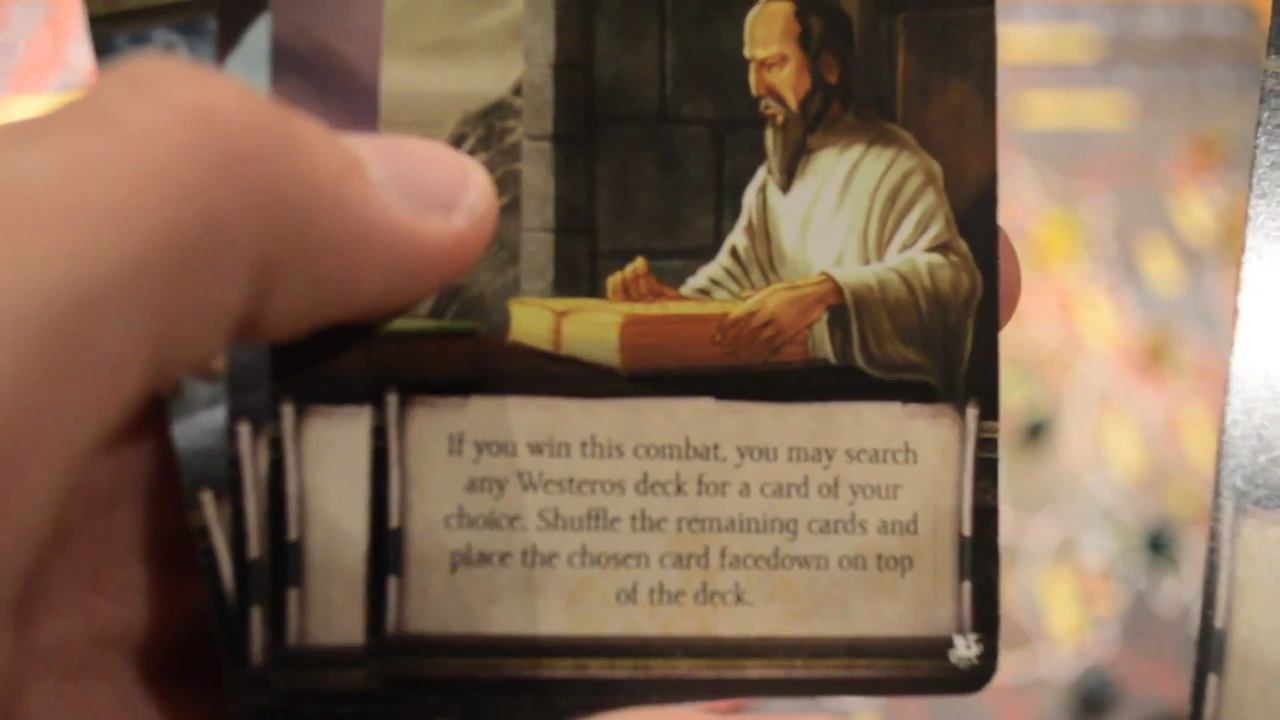 If you win this combat, you may search
any Westeros deck for a card of your
choice. Shuffle the remaining cards and
place the chosen card facedown on top
of the deck.